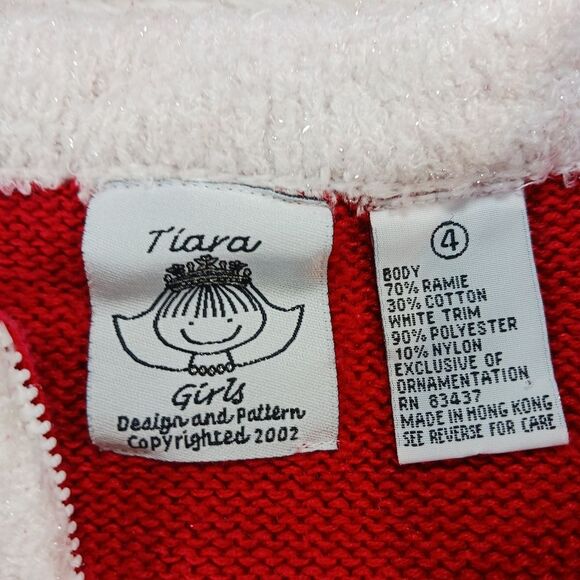 Tiara
Girls
Design and Pattern
Copyrighted 2002
4
BODY
70% RAMIE
30% COTTON
WHITE TRIM
90% POLYESTER
10% NYLON
EXCLUSIVE OF
ORNAMENTATION
RN 83437
MADE IN HONG KONG
SEE REVERSE FOR CARE